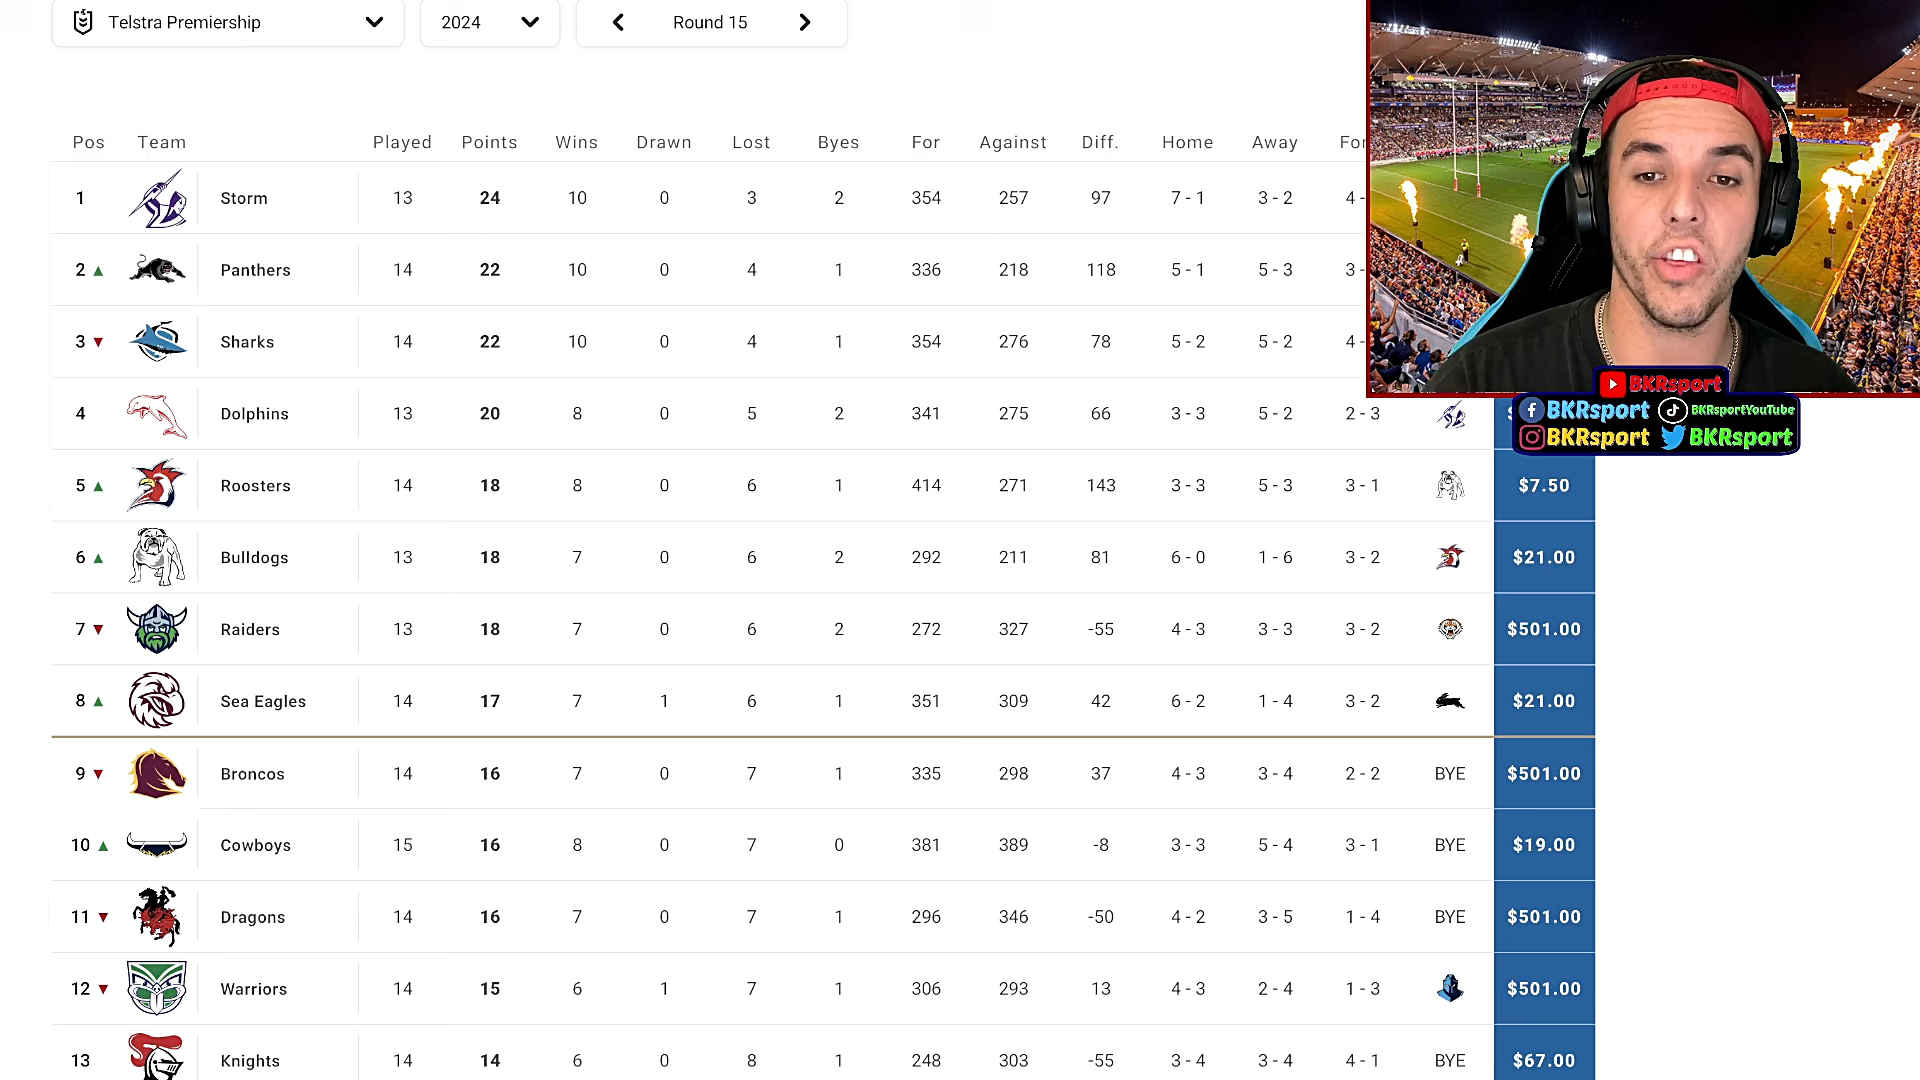 Telstra Premiership 2024 Round 15
Pos Team Played Points Wins Drawn Lost Byes For Against Diff. Home Away
1 Storm 13 24 10 0 3 2 354 257 97 7 - 1 3 - 2 4 -
2 Panthers 14 22 10 0 4 1 336 218 118 5 - 1 5 - 3 3 -
3 Sharks 14 22 10 0 4 1 354 276 78 5 - 2 5 - 2 4 -
BKRsport
4 Dolphins 13 20 8 0 5 2 341 275 66 3 - 3 5 - 2 2 - 3
BKRsport BKRsportYouTube
BKRsport BKRsport
5 Roosters 14 18 8 0 6 1 414 271 143 3 - 3 5 - 3 3 - 1 $7.50
6 Bulldogs 13 18 7 0 6 2 292 211 81 6 - 0 1 - 6 3 - 2 $21.00
7 Raiders 13 18 7 0 6 2 272 327 -55 4 - 3 3 - 3 3 - 2 $501.00
8 Sea Eagles 14 17 7 1 6 1 351 309 42 6 - 2 1 - 4 3 - 2 $21.00
9 Broncos 14 16 7 0 7 1 335 298 37 4 - 3 3 - 4 2 - 2 BYE $501.00
10 Cowboys 15 16 8 0 7 0 381 389 -8 3 - 3 5 - 4 3 - 1 BYE $19.00
11 Dragons 14 16 7 0 7 1 296 346 -50 4 - 2 3 - 5 1 - 4 BYE $501.00
12 Warriors 14 15 6 1 7 1 306 293 13 4 - 3 2 - 4 1 - 3 $501.00
13 Knights 14 14 6 0 8 1 248 303 -55 3 - 4 3 - 4 4 - 1 BYE $67.00